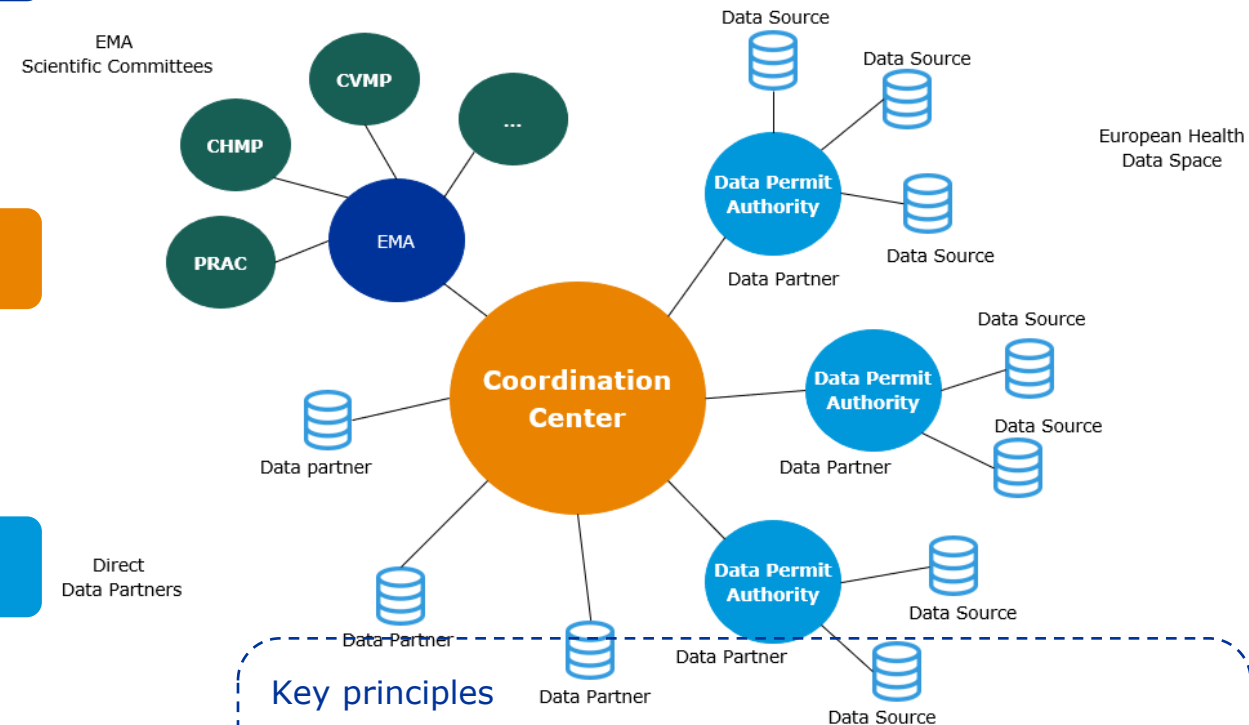 EMA
Scientific Committees
CVMP
...
CHMP
PRAC
EMA
Data Source
Data Source
Data Permit
Authority
Data Source
Data Partner
European Health
Data Space
Coordination
Center
Data Source
Data Permit
Authority
Data Source
Data Partner
Data partner
Direct
Data Partners
Data Partner
Data Partner
Data Permit
Authority
Data Source
Data Partner
Data Source
Key principles